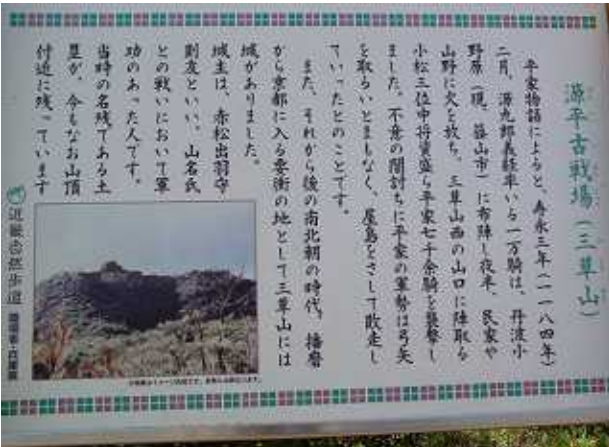 源平古戦場(三草山)
平家物語によると、寿永三年(一一八四年)
二月、源九郎義経率いる一万騎は、丹波小
野原(現、篠山市)に布陣し夜半、民家や
山野に火を放ち、三草山西の山口に陣取る
小松三位中将資盛ら平家七千余騎を襲撃し
ました。不意の闇討ちに平家の軍勢は弓矢
を取るいとまもなく、屋島をさして敗走し
ていったとのことです。
また、それから後の南北朝の時代、播磨
から京都に入る要衝の地として三草山には
城がありました。
城主は、赤松出羽守
則友といい、山名氏
との戦いにおいて軍
功のあった人です。
当時の名残である土
塁が、今もなお山頂
付近に残っています
近畿自然歩道
環境省・兵庫県